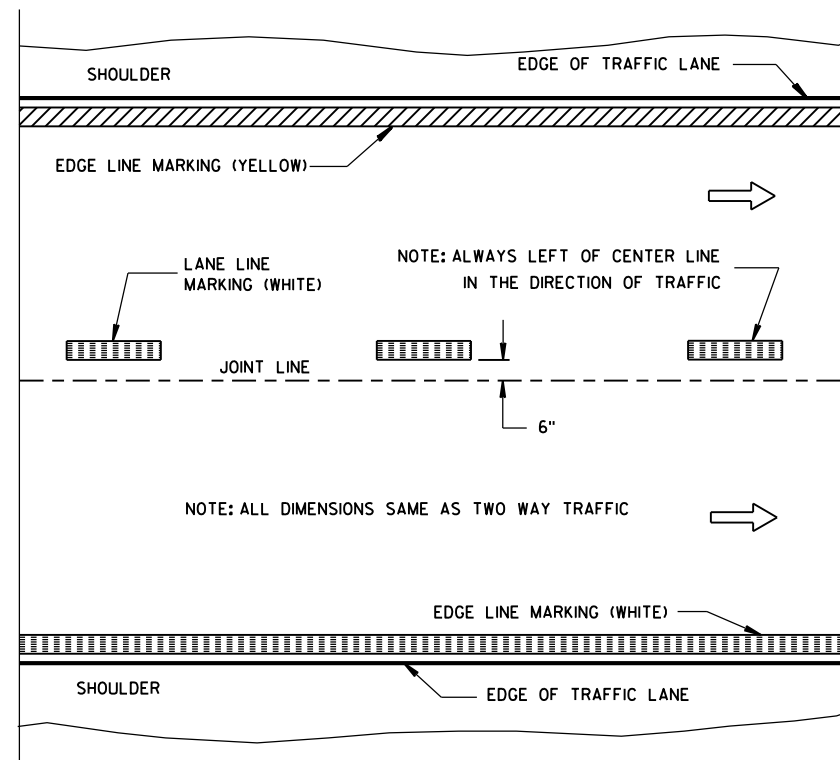 SHOULDER
EDGE OF TRAFFIC LANE
EDGE LINE MARKING (YELLOW)
LANE LINE
MARKING (WHITE)
NOTE: ALWAYS LEFT OF CENTER LINE
IN THE DIRECTION OF TRAFFIC
JOINT LINE
6"
NOTE: ALL DIMENSIONS SAME AS TWO WAY TRAFFIC
EDGE LINE MARKING (WHITE)
SHOULDER
EDGE OF TRAFFIC LANE